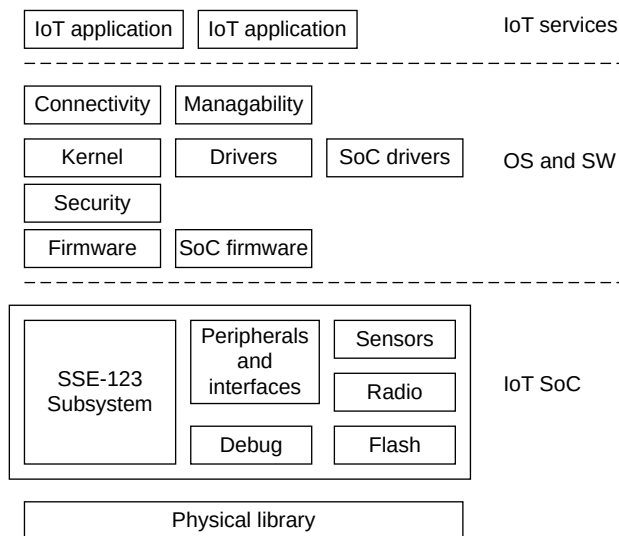 IoT application IoT application IoT services
Connectivity Managability
Kernel Drivers SoC drivers OS and SW
Security
Firmware SoC firmware
SSE-123
Subsystem
Peripherals
and
interfaces
Sensors
Radio
Debug
Flash
IoT SoC
Physical library